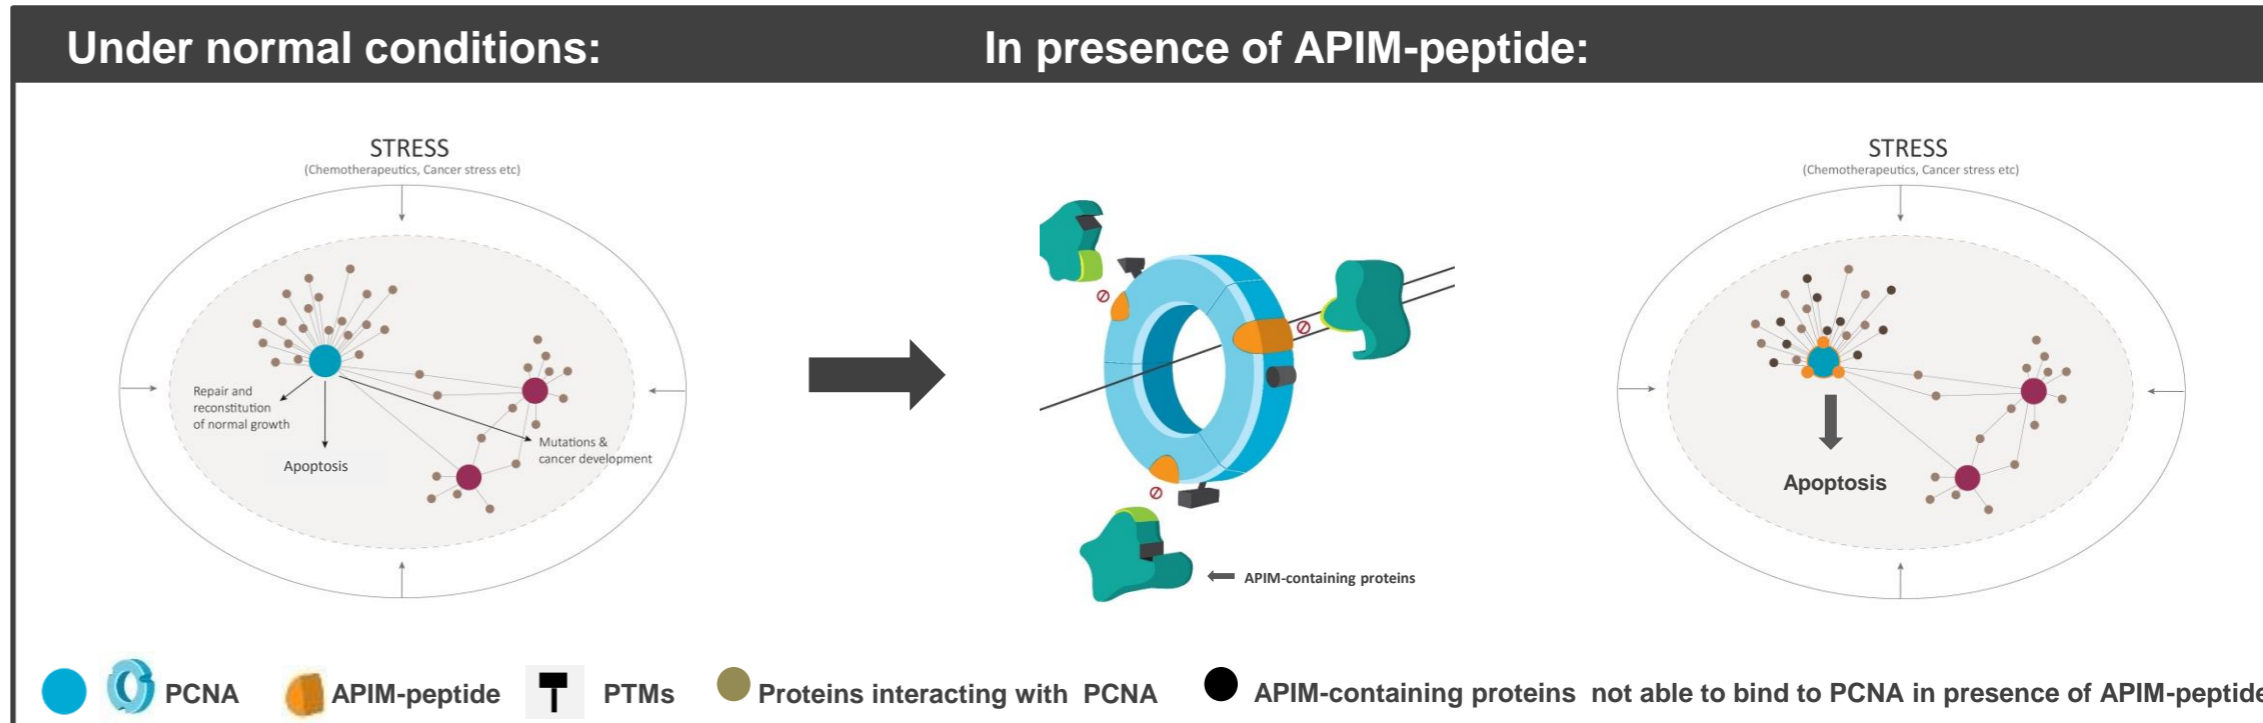 Under normal conditions:
In presence of APIM-peptide:
STRESS
(Chemotherapeutics, Cancer stress etc)
Repair and
reconstitution
of normal growth
Apoptosis
Mutations &
cancer development
APIM-containing proteins
STRESS
(Chemotherapeutics, Cancer stress etc)
Apoptosis
PCNA
APIM-peptide
PTMs
Proteins interacting with PCNA
APIM-containing proteins not able to bind to PCNA in presence of APIM-peptide